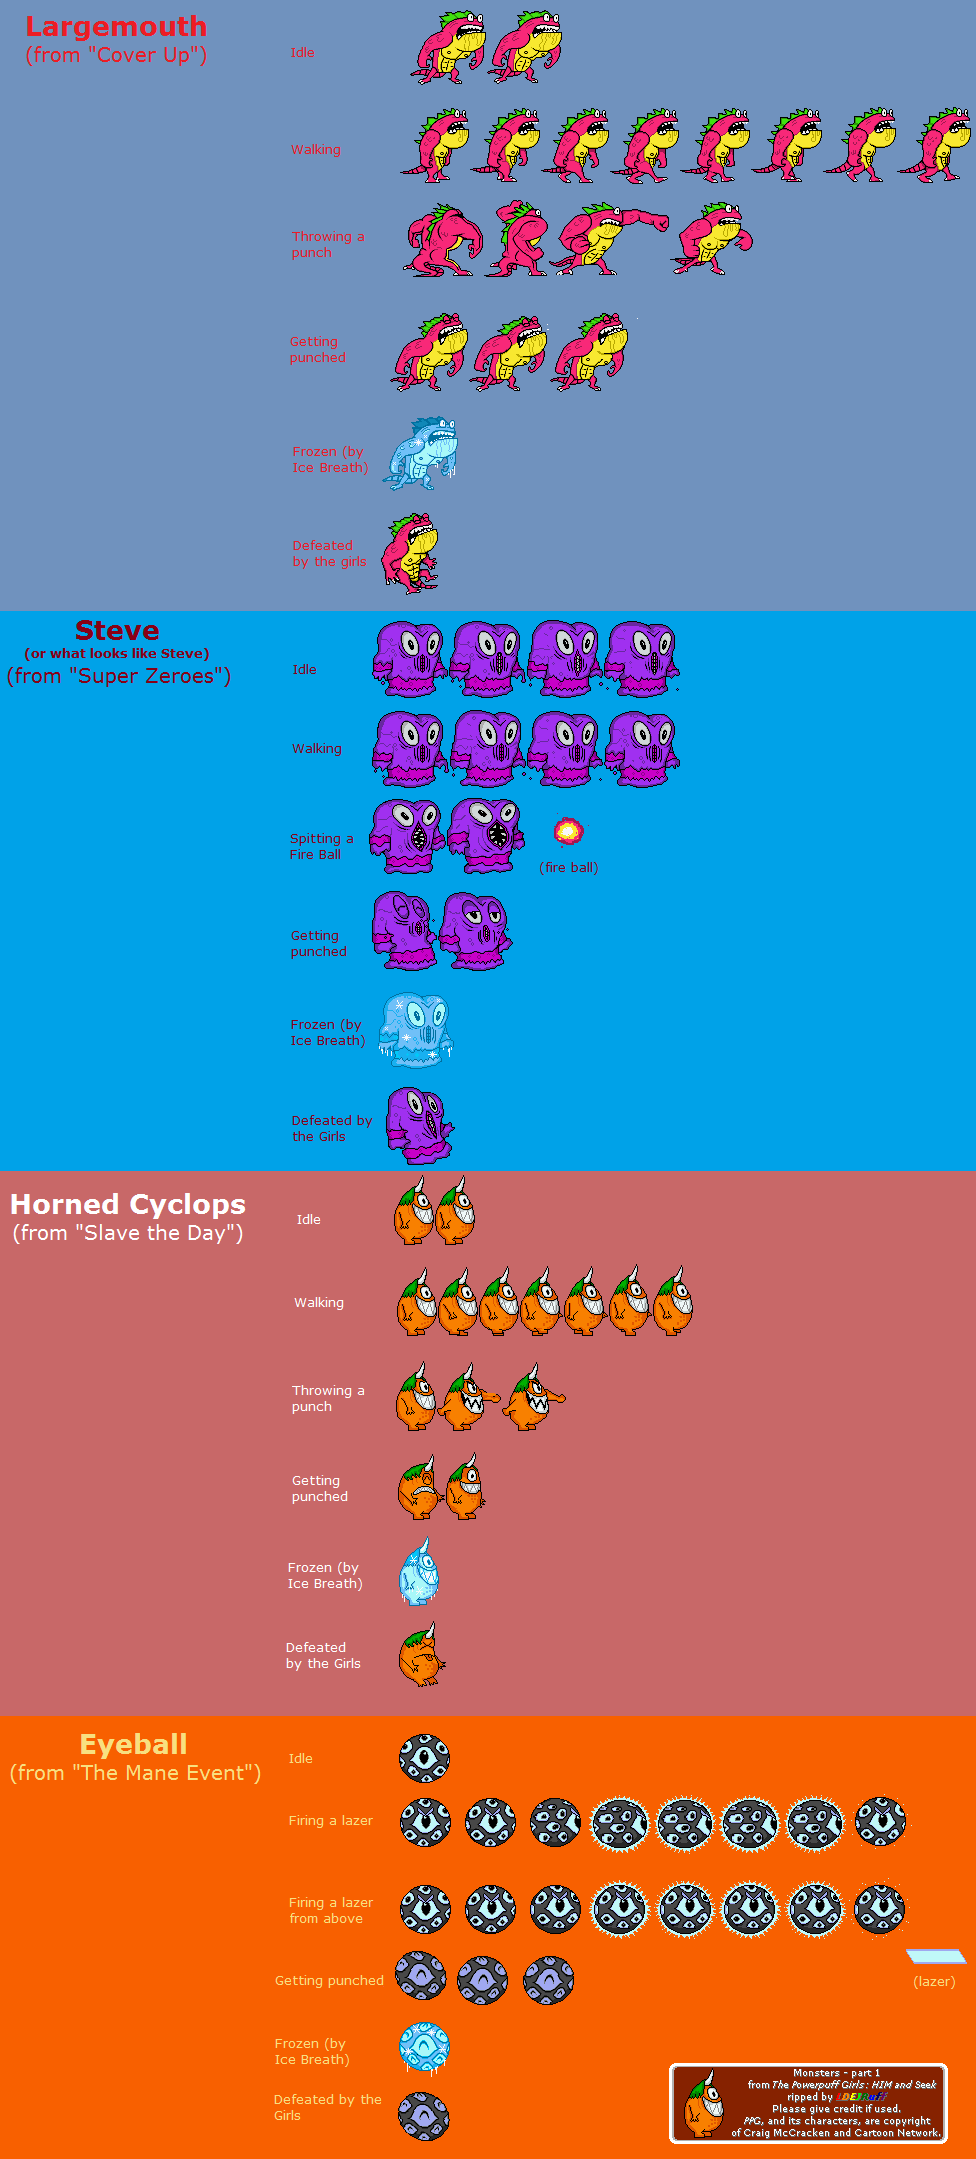 Largemouth
(from "Cover Up")
Idle
Walking
Throwing a
punch
Getting
punched
Frozen (by
Ice Breath)
Defeated
by the girls
Steve
(or what looks like Steve)
(from "Super Zeroes")
Idle
Walking
Spitting a
Fire Ball
(fire ball)
Getting
punched
Frozen (by
Ice Breath)
Defeated by
the Girls
Horned Cyclops
(from "Slave the Day")
Idle
Walking
Throwing a
punch
Getting
punched
Frozen (by
Ice Breath)
Defeated
by the Girls
Eyeball
(from "The Mane Event")
Idle
Firing a lazer
Firing a lazer
from above
Getting punched
(lazer)
Frozen (by
Ice Breath)
Defeated by the
Girls
Monsters - part 1
from The Powerpuff Girls: HIM and Seek
ripped by
Please give credit if used.
PPG, and its characters, are copyright
of Craig McCracken and Cartoon Network.